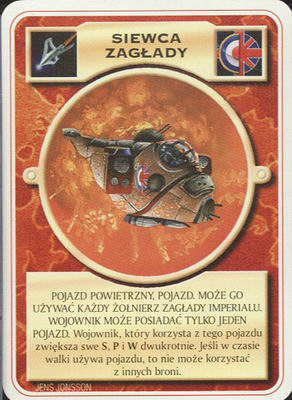 SIEWCA
ZAGŁADY
POJAZD POWIETRZNY, POJAZD. MOŻE GO
UŻYWAĆ KAŻDY ŻOŁNIERZ ZAGŁADY IMPERIALU.
WOJOWNIK MOŻE POSIADAĆ TYLKO JEDEN
POJAZD. Wojownik, który korzysta z tego pojazdu
zwiększa swe S, P i W dwukrotnie. Jeśli w czasie
walki używa pojazdu, to nie może korzystać
z innych broni.
JENS JONSSON